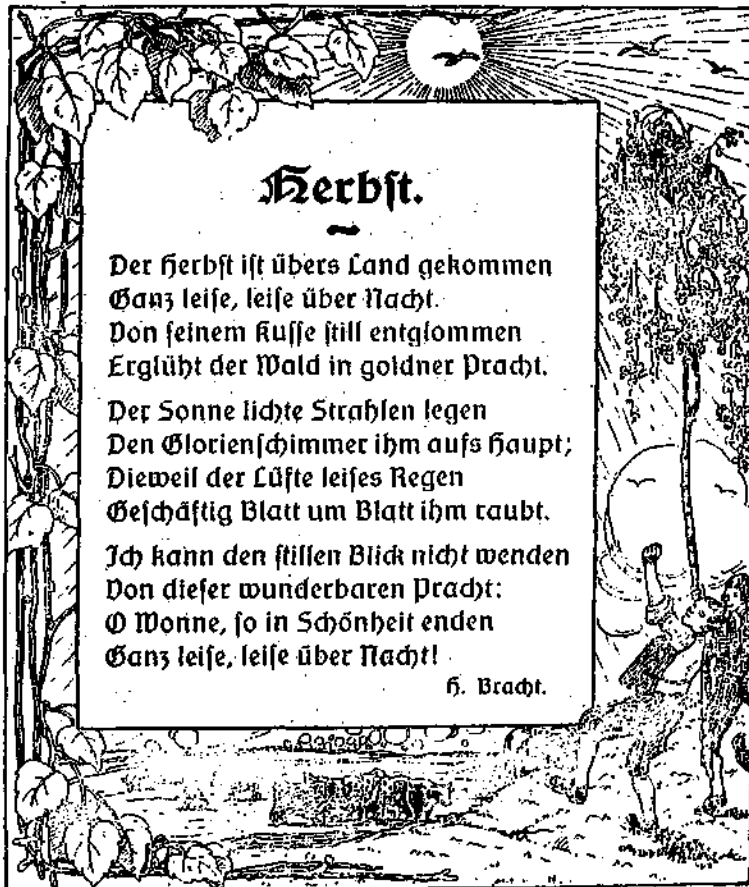 Herbst.
Der Herbst ist übers Land gekommen
Ganz leise, leise über Nacht.
Von seinem Kusse still entglommen
Erglüht der Wald in goldner Pracht.
Der Sonne lichte Strahlen legen
Den Glorienschimmer ihm aufs Haupt;
Dieweil der Lüfte leises Regen
Geschäftig Blatt um Blatt ihm raubt.
Ich kann den stillen Blick nicht wenden
Von dieser wunderbaren Pracht:
O Wonne, so in Schönheit enden
Ganz leise, leise über Nacht!
H. Bracht.